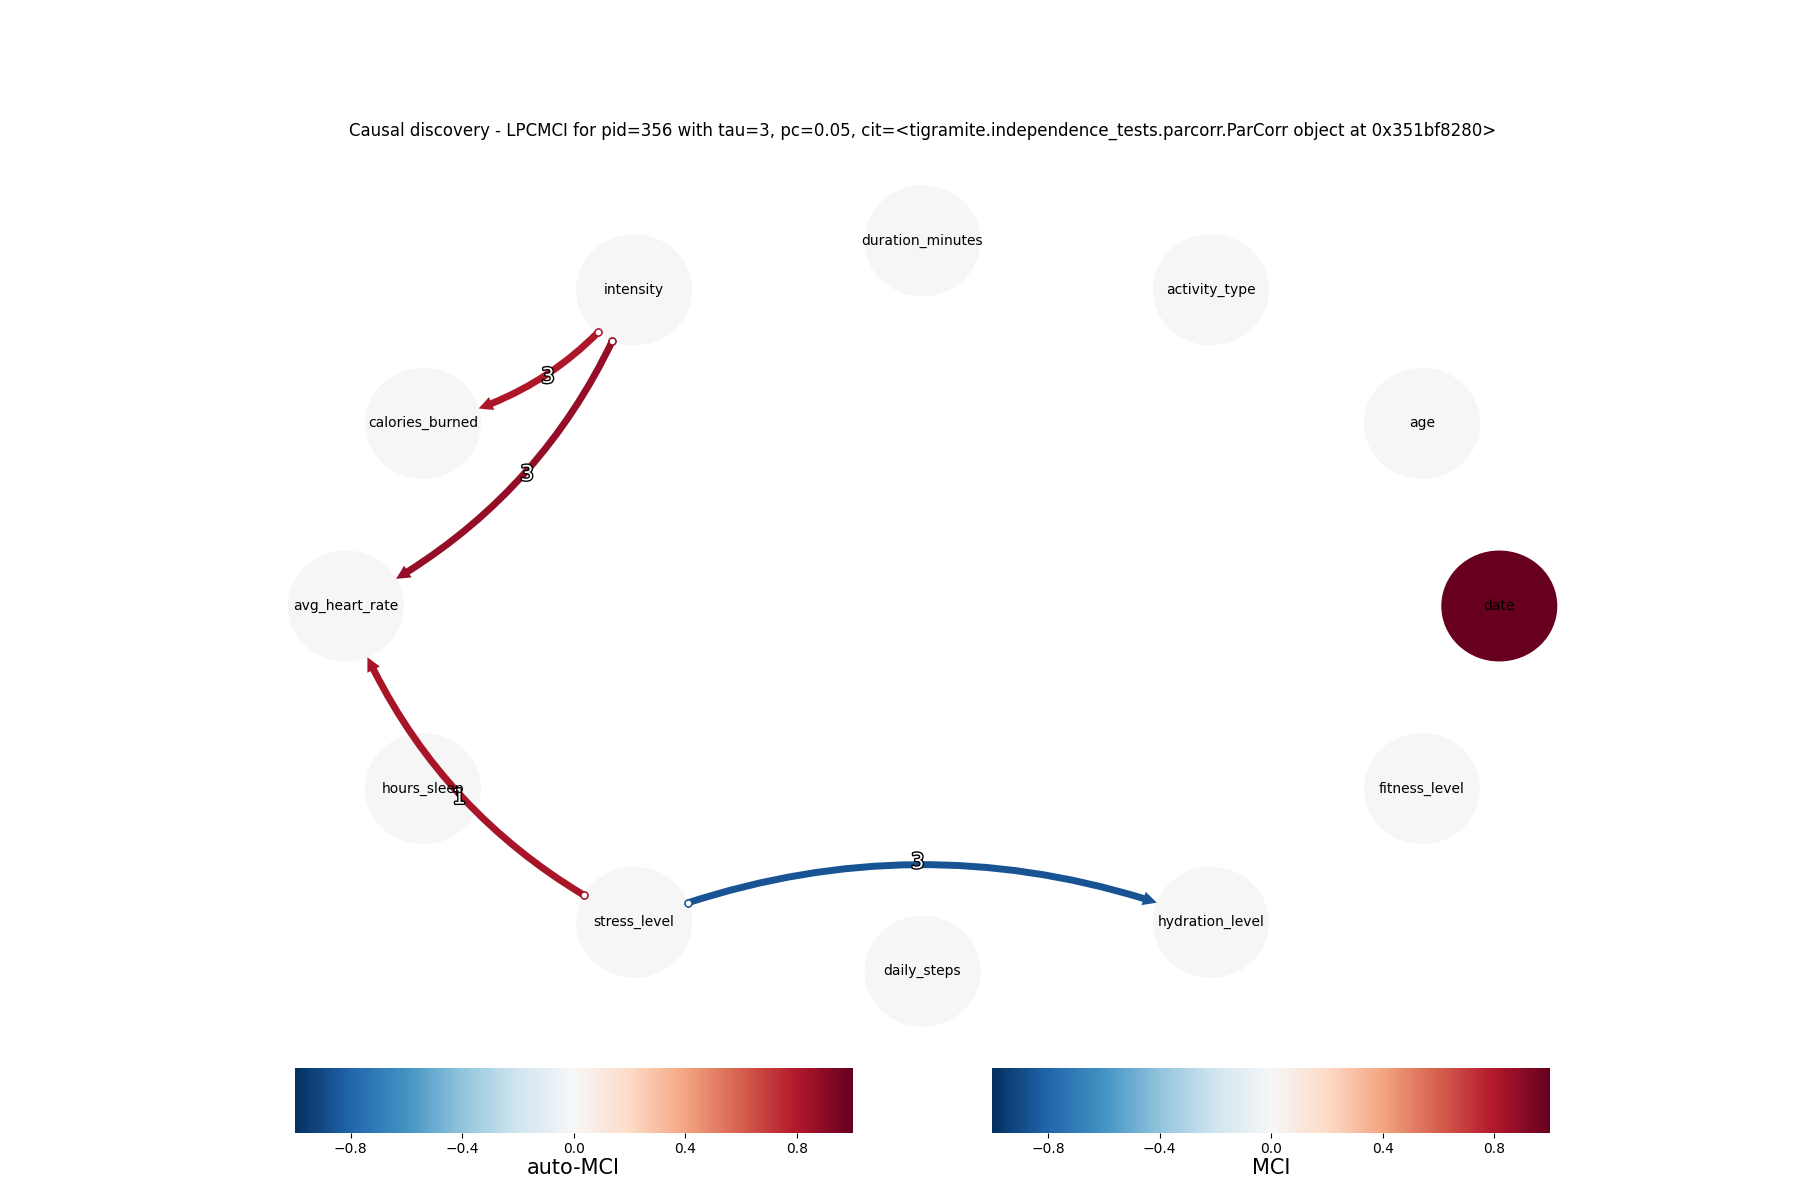 Causal discovery - LPCMCI for pid=356 with tau=3, pc=0.05, cit=<tigramite.independence_tests.parcorr.ParCorr object at 0x351bf8280>
duration_minutes
intensity
activity_type
3
calories_burned
age
3
avg_heart_rate
date
hours_sleep
1
fitness_level
3
stress_level
hydration_level
daily_steps
−0.8 −0.4 0.0 0.4 0.8
auto-MCI
−0.8 −0.4 0.0 0.4 0.8
MCI